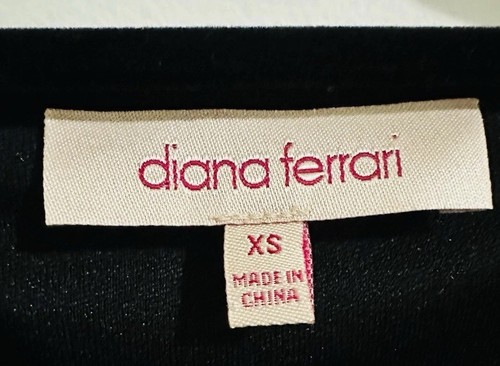 diana ferrari
XS
MADE IN
CHINA